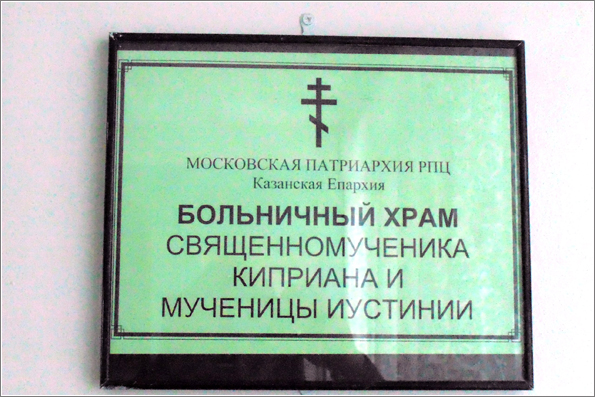 МОСКОВСКАЯ ПАТРИАРХИЯ РПЦ
Казанская Епархия
БОЛЬНИЧНЫЙ ХРАМ
СВЯЩЕННОМУЧЕНИКА
КИПРИАНА И
МУЧЕНИЦЫ ИУСТИНИИ